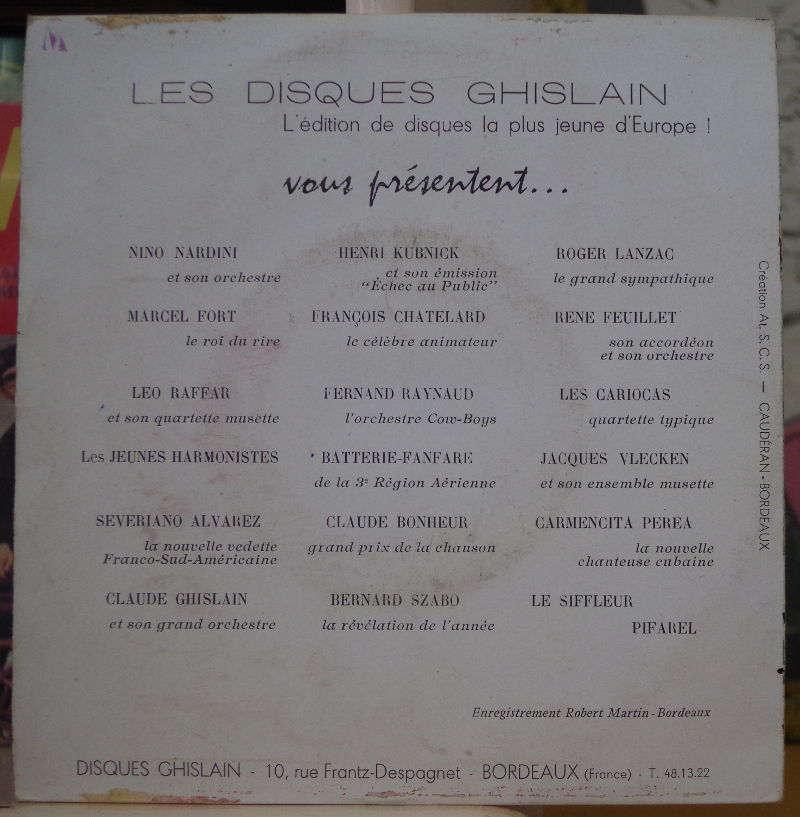 LES DISQUES GHISLAIN
L'édition de disques la plus jeune d'Europe !
vous présentent...
NINO NARDINI
et son orchestre
HENRI KUBNICK
et son émission
"Échec au Public"
ROGER LANZAC
le grand sympathique
MARCEL FORT
le roi du rire
FRANÇOIS CHATELARD
le célèbre animateur
RENE FEUILLET
son accordéon
et son orchestre
LEO RAFFAR
et son quartette musette
FERNAND RAYNAUD
l'orchestre Cow-Boys
LES CARIOCAS
quartette typique
Les JEUNES HARMONISTES
BATTERIE-FANFARE
de la 3e Région Aérienne
JACQUES VLECKEN
et son ensemble musette
SEVERIANO ALVAREZ
la nouvelle vedette
Franco-Sud-Américaine
CLAUDE BONHEUR
grand prix de la chanson
CARMENCITA PEREA
la nouvelle
chanteuse cubaine
CLAUDE GHISLAIN
et son grand orchestre
BERNARD SZABO
la révélation de l'année
LE SIFFLEUR
PIFAREL
Enregistrement Robert Martin - Bordeaux
DISQUES GHISLAIN - 10, rue Frantz-Despagnet - BORDEAUX (France) - T. 48.13.22
Création At. S. C. S. — CAUDÉRAN - BORDEAUX